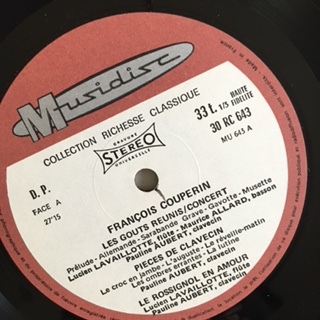 Musidisc
Made in France
COLLECTION RICHESSE CLASSIQUE
GRAVURE
STEREO
UNIVERSELLE
33 t. 1/3
HAUTE
FIDELITE
30 RC 643
MU 643 A
D. P.
FACE A
27'15
FRANÇOIS COUPERIN
LES GOUTS REUNIS/CONCERT
Prélude - Allemande - Sarabande Grave - Gavotte - Musette
Lucien LAVAILLOTTE, flûte Maurice ALLARD, basson
Pauline AUBERT, clavecin
PIECES DE CLAVECIN
Le croc en jambe - L'auguste - Le réveille-matin
Les ombres errantes - La lutine
Pauline AUBERT, clavecin
LE ROSSIGNOL EN AMOUR
Lucien LAVAILLOTTE, flûte
Pauline AUBERT, clavecin